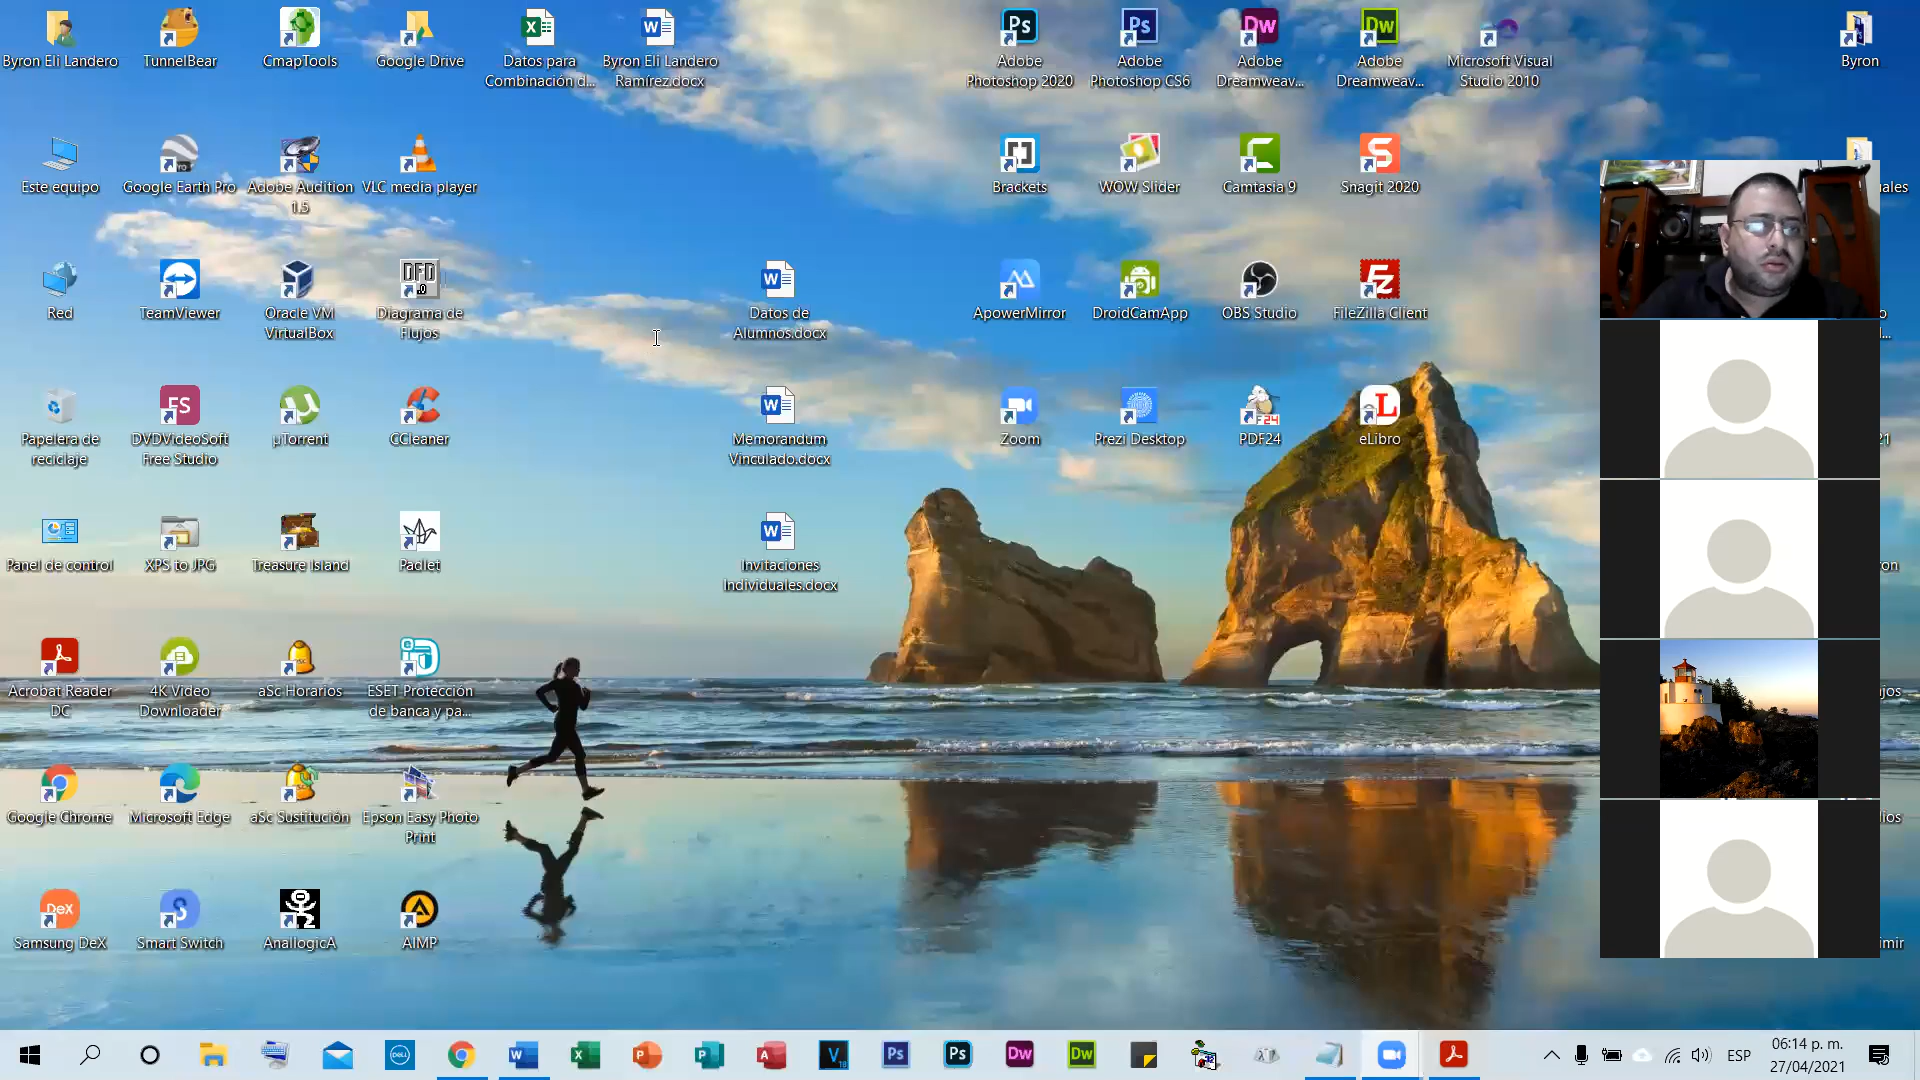 Byron Eli Landero
TunnelBear
CmapTools
Google Drive
Datos para
Combinación d...
Byron Eli Landero
Ramírez.docx
Adobe
Photoshop 2020
Adobe
Photoshop CS6
Adobe
Dreamweav...
Adobe
Dreamweav...
Microsoft Visual
Studio 2010
Byron
Este equipo
Google Earth Pro
Adobe Audition
1.5
VLC media player
Brackets
WOW Slider
Camtasia 9
Snagit 2020
uales
Red
TeamViewer
Oracle VM
VirtualBox
Diagrama de
Flujos
Datos de
Alumnos.docx
ApowerMirror
DroidCamApp
OBS Studio
FileZilla Client
Papelera de
reciclaje
DVDVideoSoft
Free Studio
µTorrent
CCleaner
Memorandum
Vinculado.docx
Zoom
Prezi Desktop
PDF24
eLibro
Panel de control
XPS to JPG
Treasure Island
Padlet
Invitaciones
Individuales.docx
Acrobat Reader
DC
4K Video
Downloader
aSc Horarios
ESET Protección
de banca y pa...
Google Chrome
Microsoft Edge
aSc Sustitución
Epson Easy Photo
Print
Samsung DeX
Smart Switch
AnallogicA
AIMP
ESP
06:14 p. m.
27/04/2021